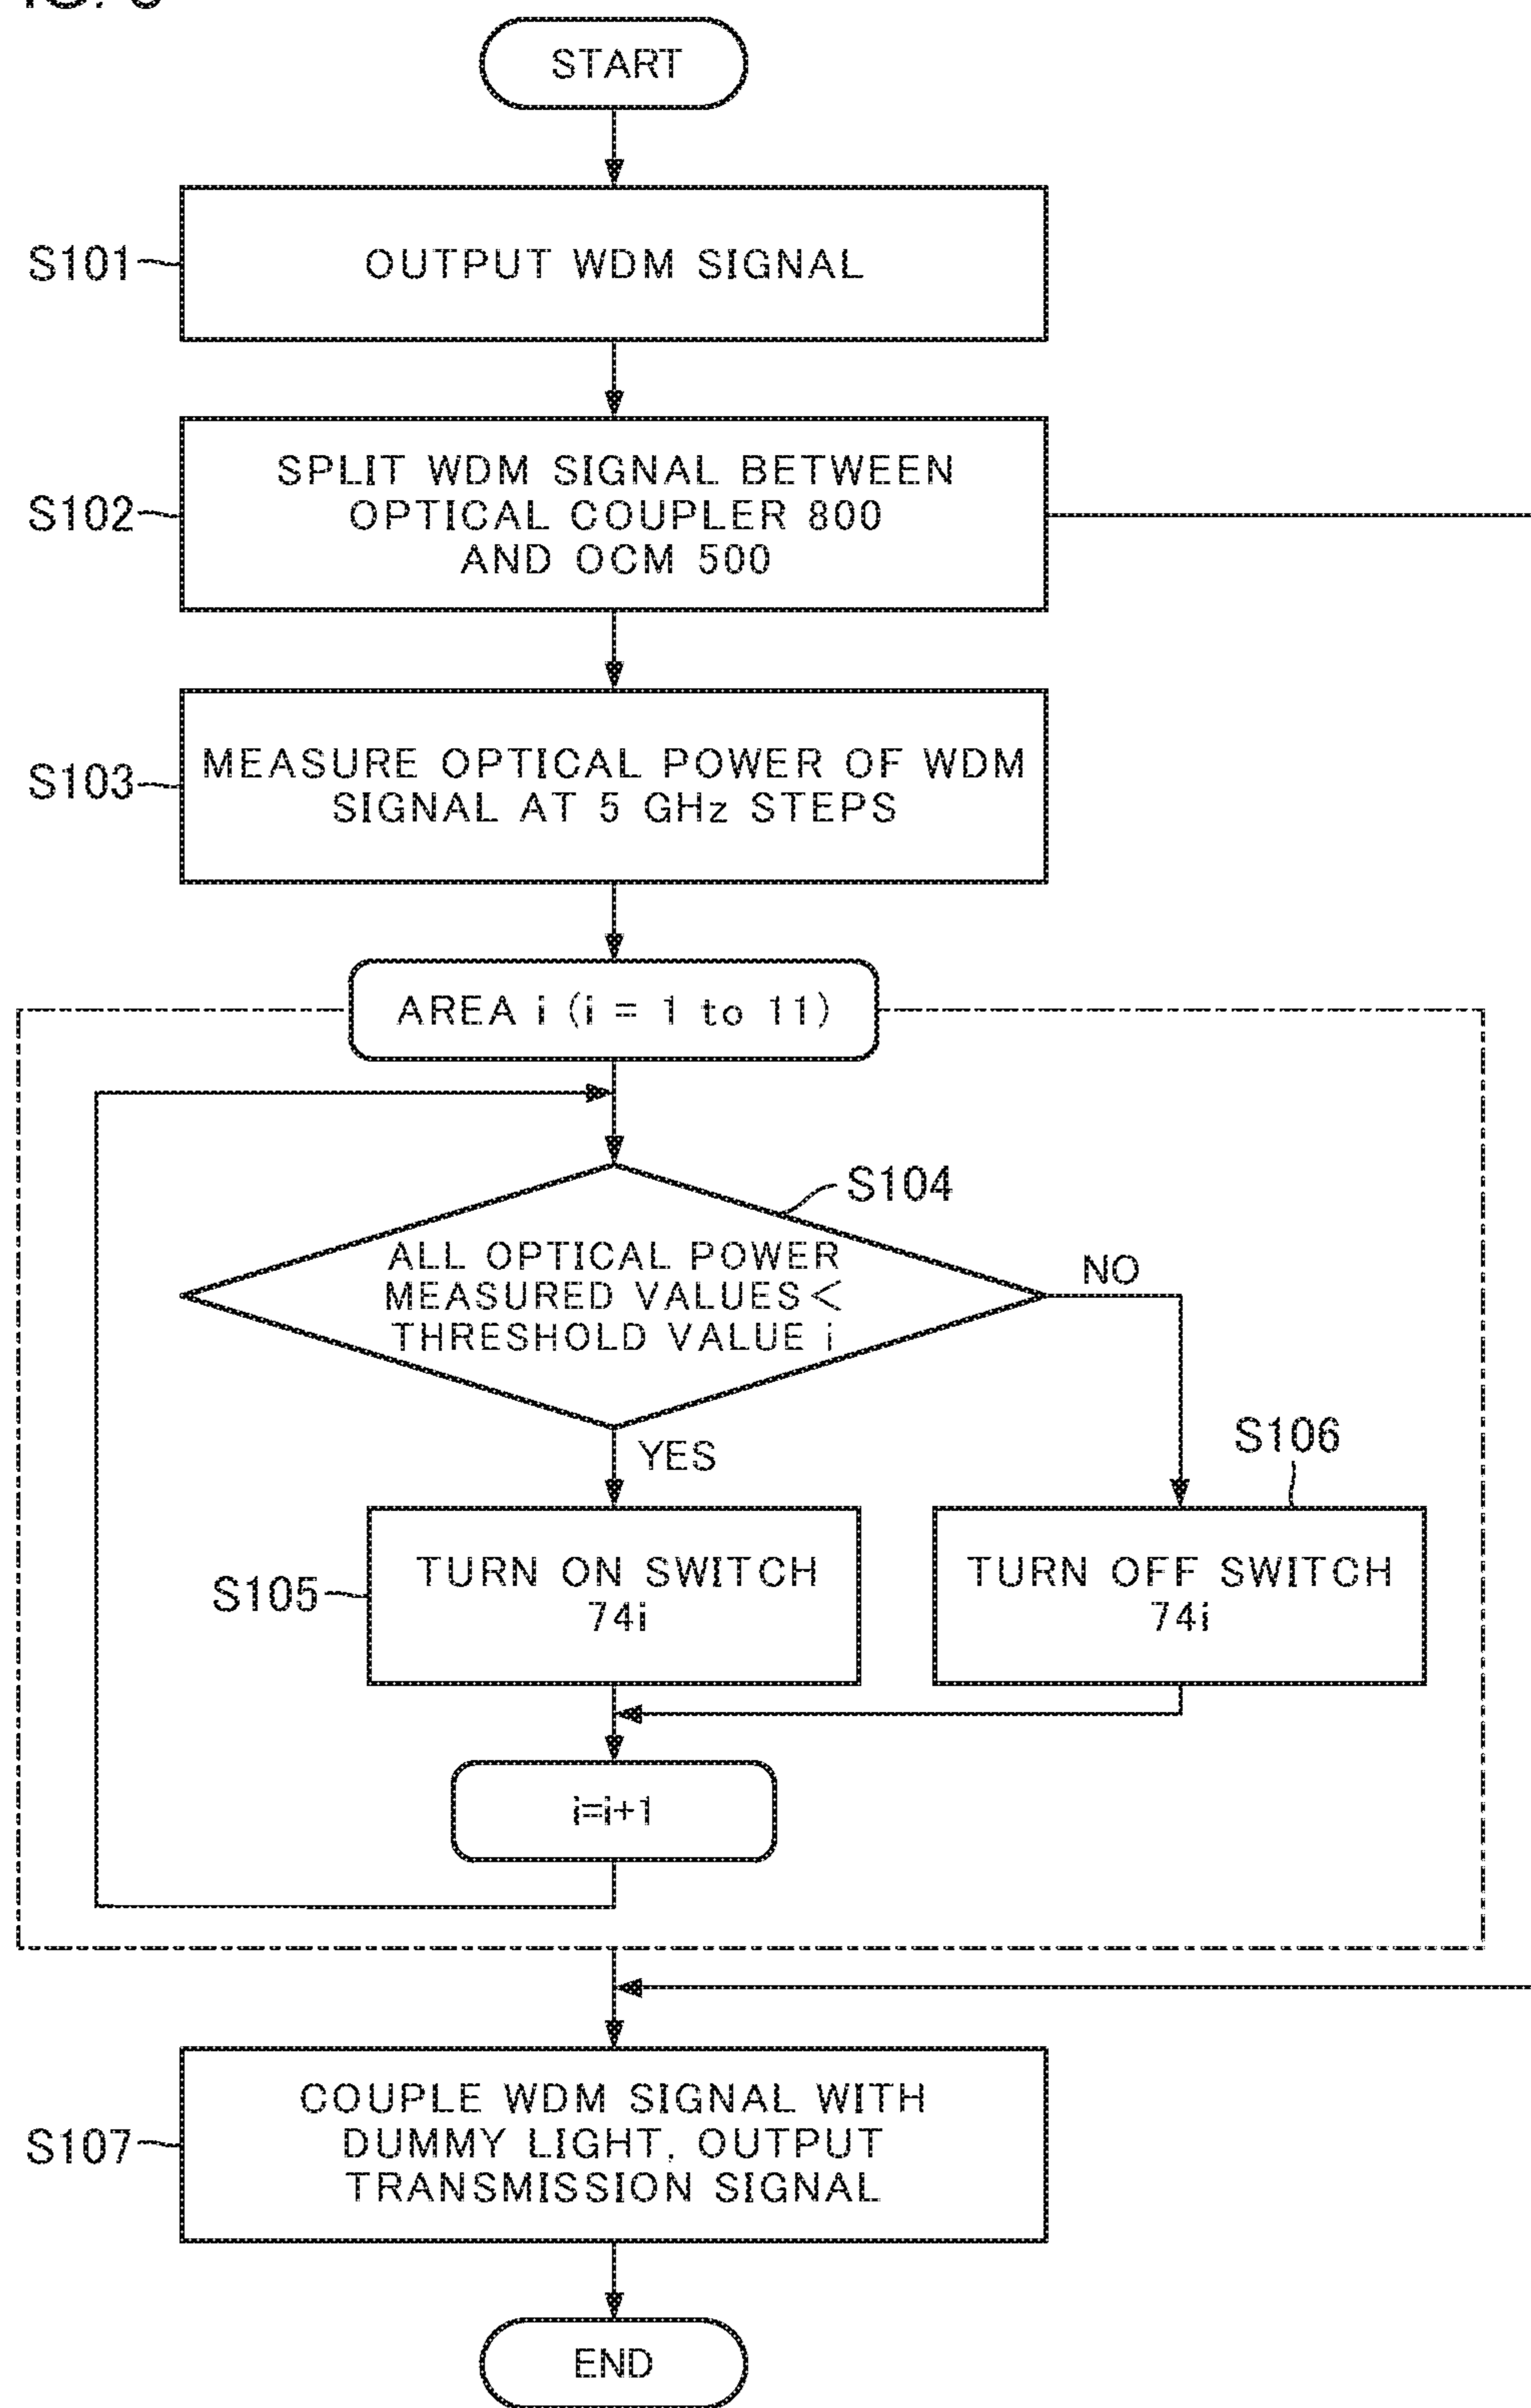 START
S101
OUTPUT WDM SIGNAL
S102
SPLIT WDM SIGNAL BETWEEN
OPTICAL COUPLER 800
AND OCM 500
S103
MEASURE OPTICAL POWER OF WDM
SIGNAL AT 5 GHz STEPS
AREA i (i = 1 to 11)
S104
ALL OPTICAL POWER
MEASURED VALUES <
THRESHOLD VALUE i
NO
YES
S106
S105
TURN ON SWITCH
74i
TURN OFF SWITCH
74i
i=i+1
S107
COUPLE WDM SIGNAL WITH
DUMMY LIGHT, OUTPUT
TRANSMISSION SIGNAL
END